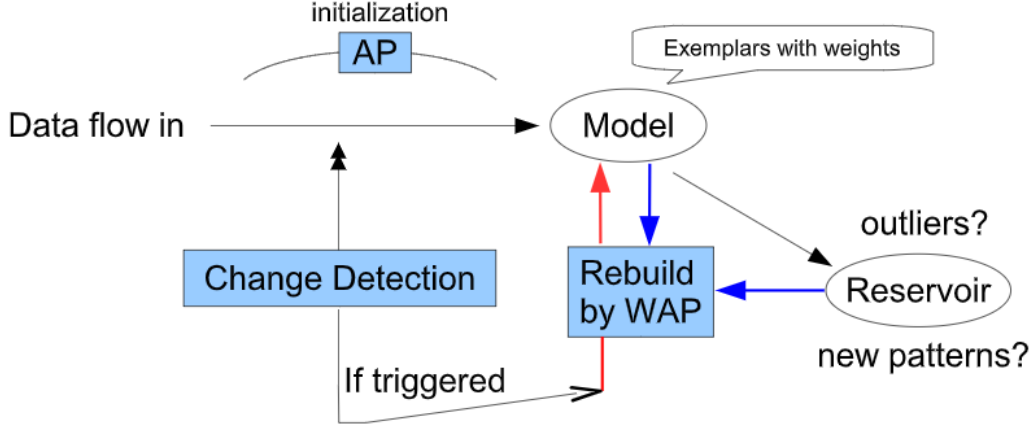 initialization
AP
Exemplars with weights
Data flow in
Model
outliers?
Change Detection
Rebuild
by WAP
Reservoir
new patterns?
If triggered